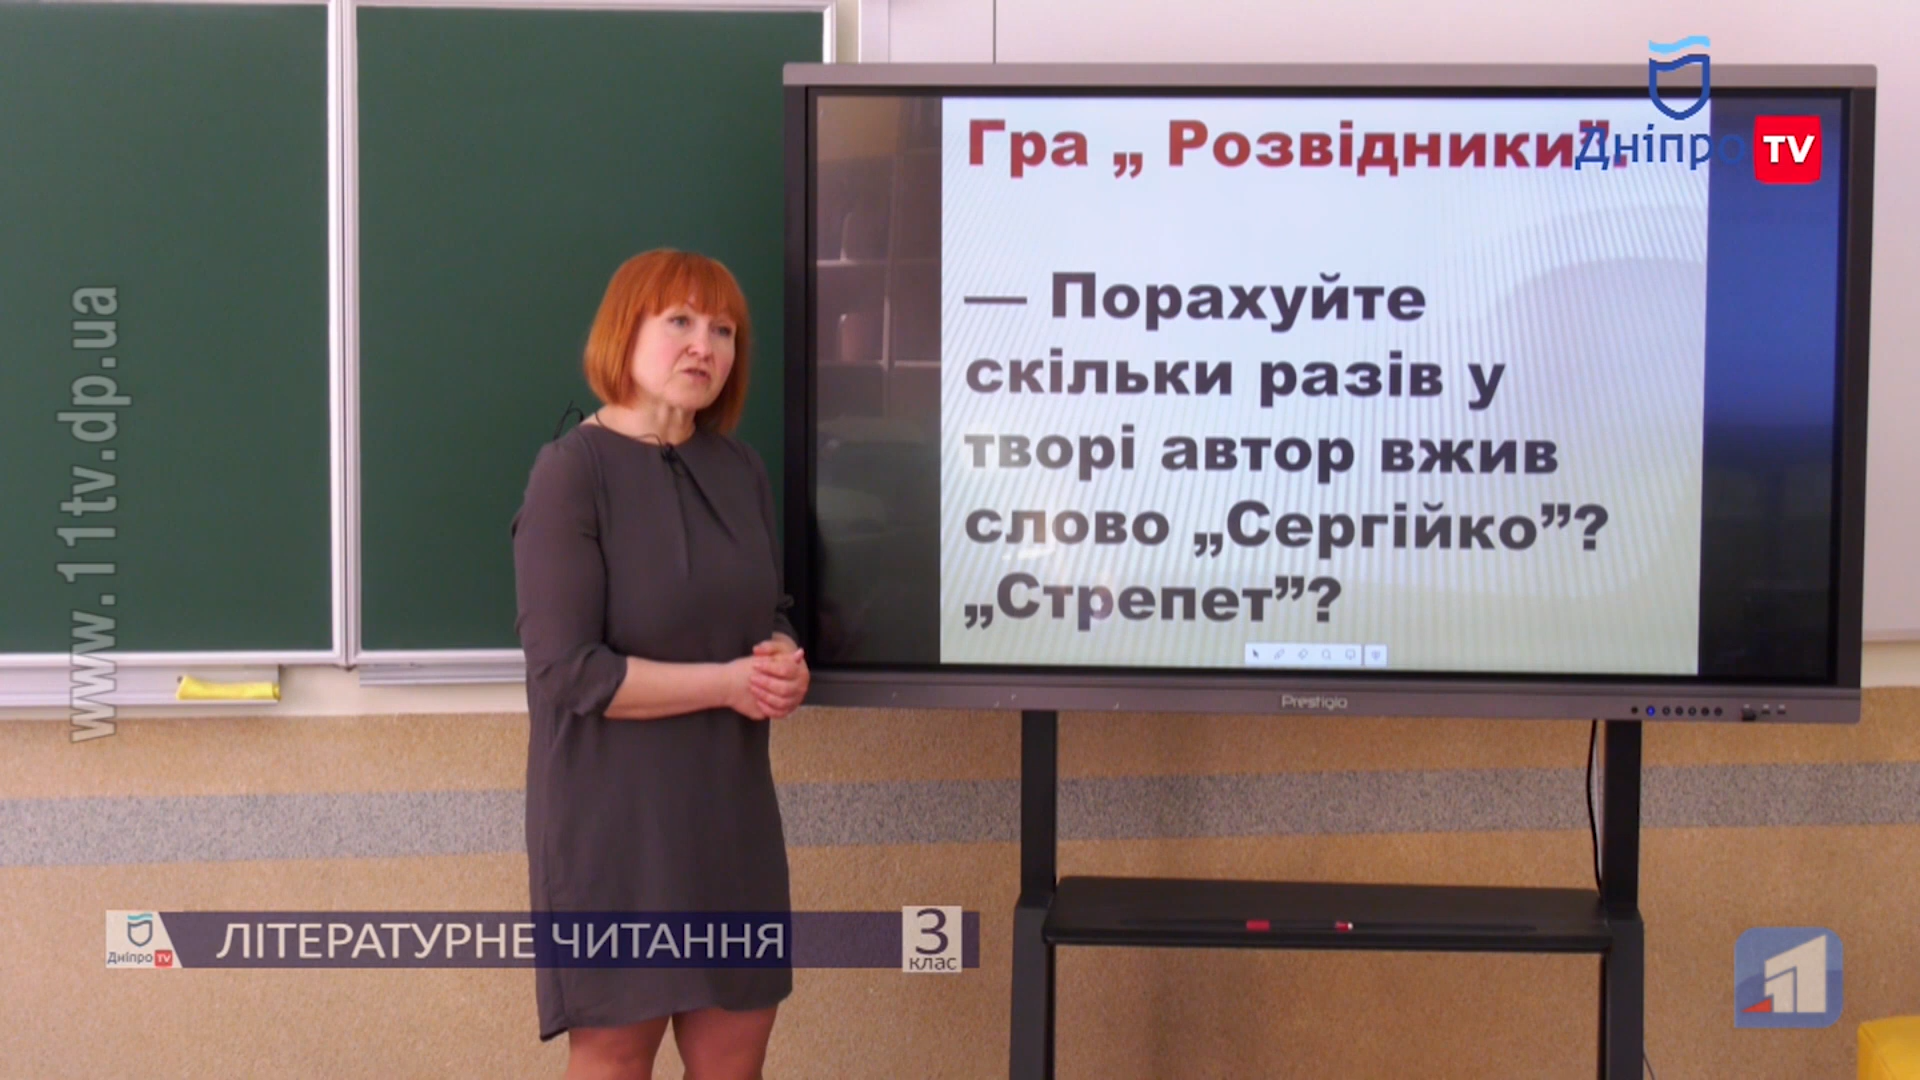 Гра „ Розвідники”.
— Порахуйте
скільки разів у
творі автор вжив
слово „Сергійко”?
„Стрепет”?
Prestigio
Дніпро TV
www.11tv.dp.ua
Дніпро TV
ЛІТЕРАТУРНЕ ЧИТАННЯ
3
клас
11